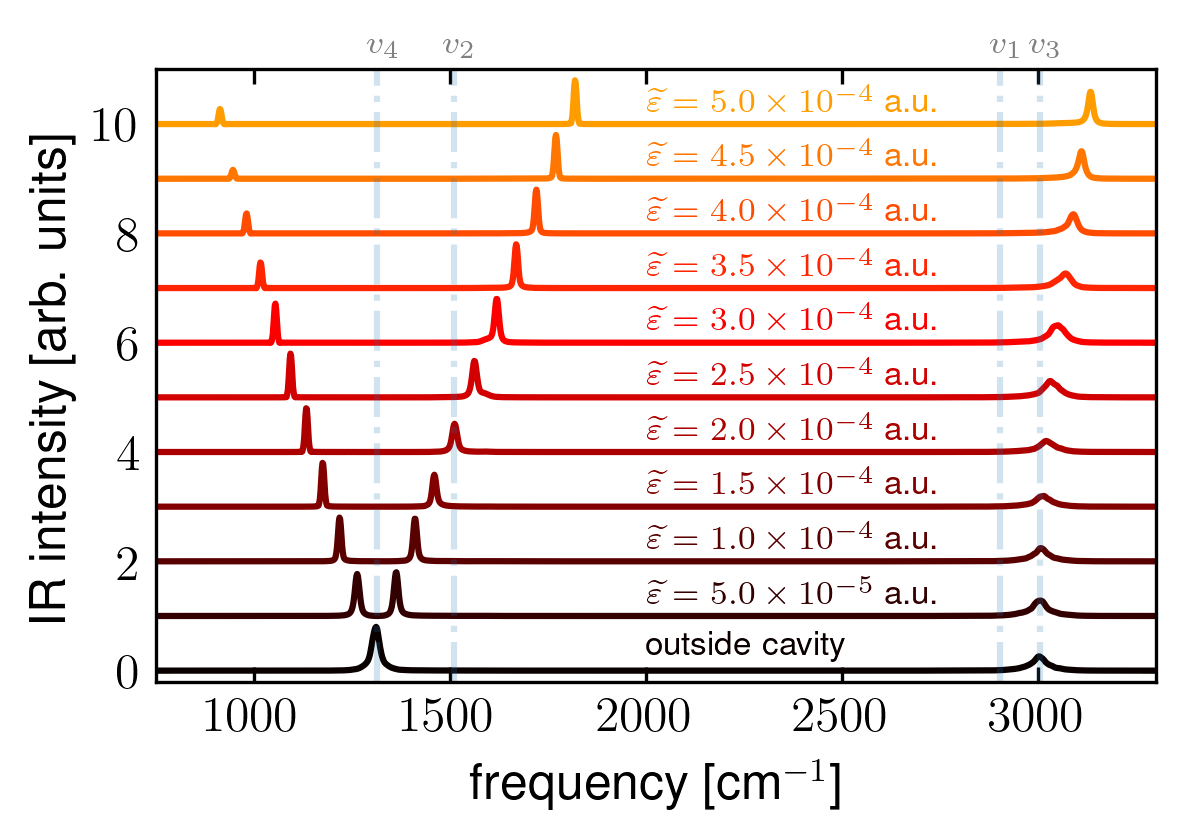 v₄ v₂ v₁ v₃
10
ε̃ = 5.0 × 10⁻⁴ a.u.
ε̃ = 4.5 × 10⁻⁴ a.u.
8
ε̃ = 4.0 × 10⁻⁴ a.u.
ε̃ = 3.5 × 10⁻⁴ a.u.
6
ε̃ = 3.0 × 10⁻⁴ a.u.
ε̃ = 2.5 × 10⁻⁴ a.u.
4
ε̃ = 2.0 × 10⁻⁴ a.u.
ε̃ = 1.5 × 10⁻⁴ a.u.
2
ε̃ = 1.0 × 10⁻⁴ a.u.
ε̃ = 5.0 × 10⁻⁵ a.u.
0
outside cavity
IR intensity [arb. units]
1000 1500 2000 2500 3000
frequency [cm⁻¹]